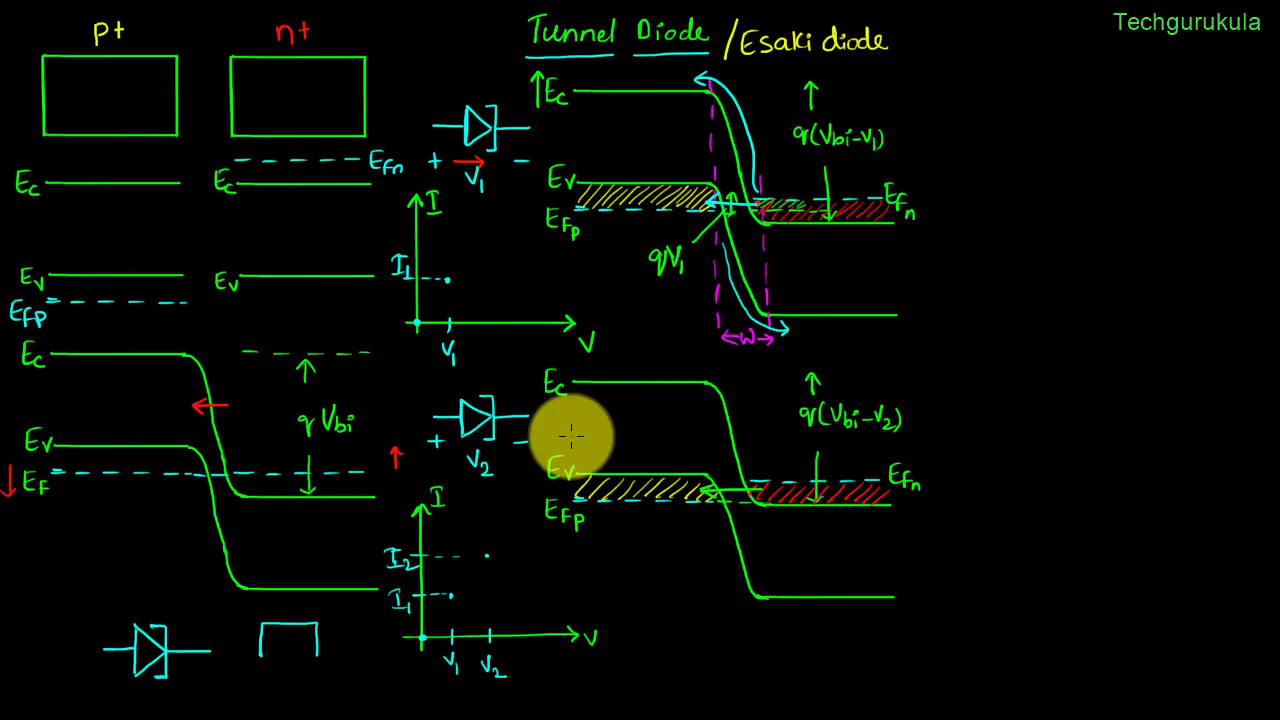 Techgurukula
p+
n+
Tunnel Diode /Esaki diode
Ec
Ec
EFn
Ev
Ev
EFp
+ V1 -
I
I1
V1
V
Ec
q(Vbi-V1)
Ev
EFp
EFn
qV1
W
Ec
Ev
EF
qVbi
+ V2 -
I
I2
I1
V1 V2
V
Ec
q(Vbi-V2)
Ev
EFp
EFn